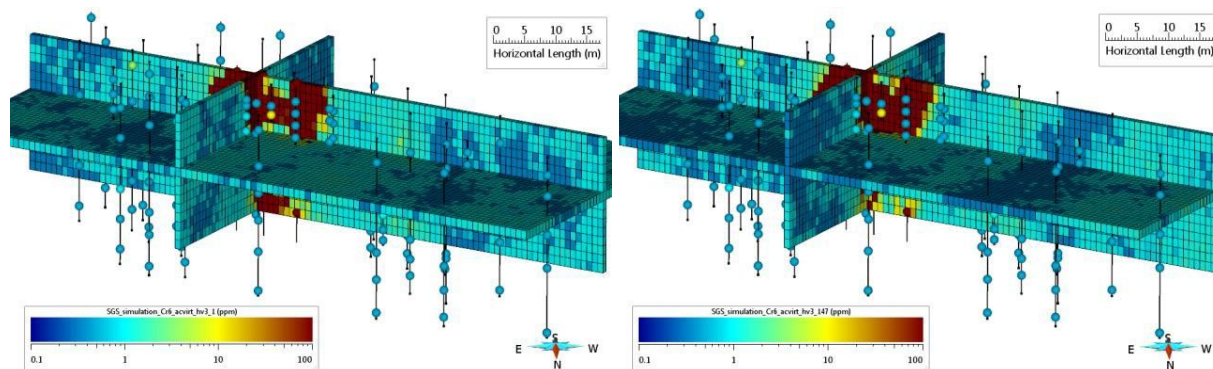 0 5 10 15
Horizontal Length (m)
SGS_simulation_Cr6_acvirt_hv3_1 (ppm)
0.1 1 10 100
S
E W
N
0 5 10 15
Horizontal Length (m)
SGS_simulation_Cr6_acvirt_hv3_147 (ppm)
0.1 1 10 100
S
E W
N